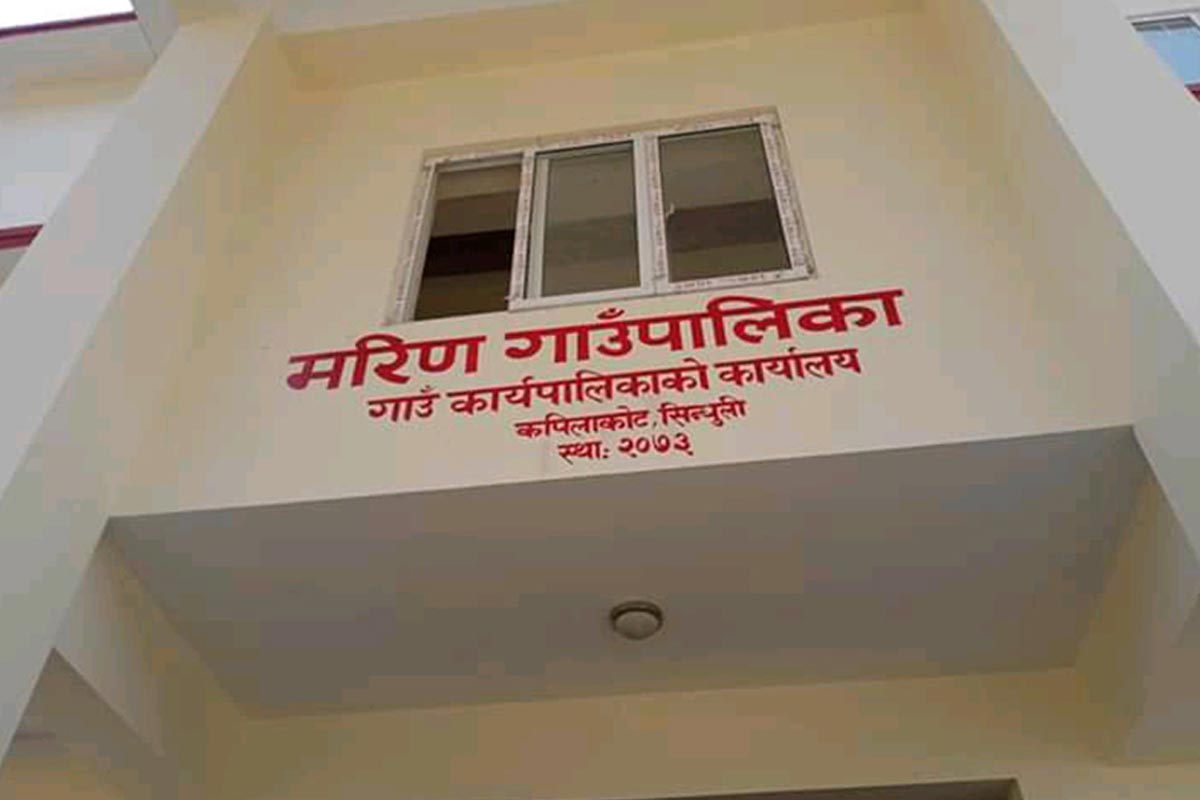 मरिण गाउँपालिका
गाउँ कार्यपालिकाको कार्यालय
कपिलाकोट, सिन्धुली
स्था: २०७३